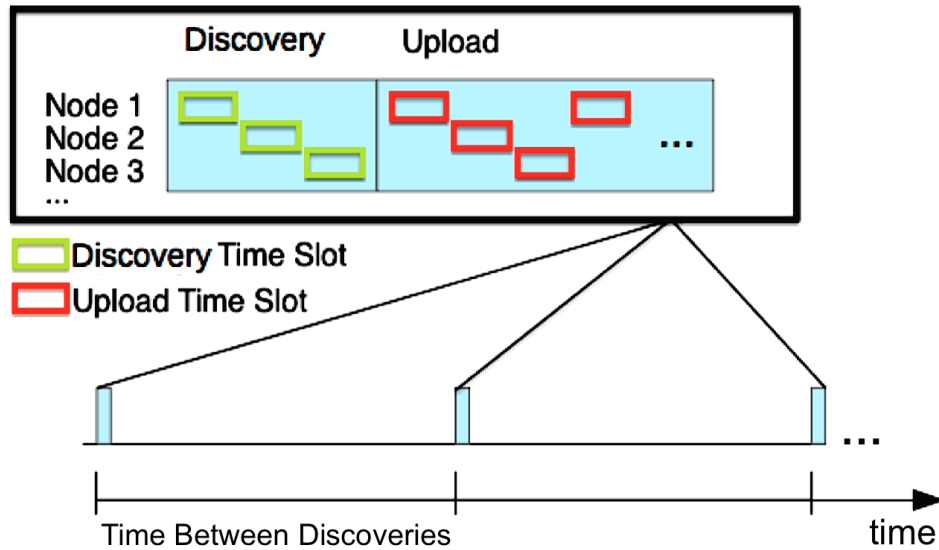 Discovery Upload
Node 1
Node 2
Node 3
...
...
Discovery Time Slot
Upload Time Slot
...
Time Between Discoveries
time